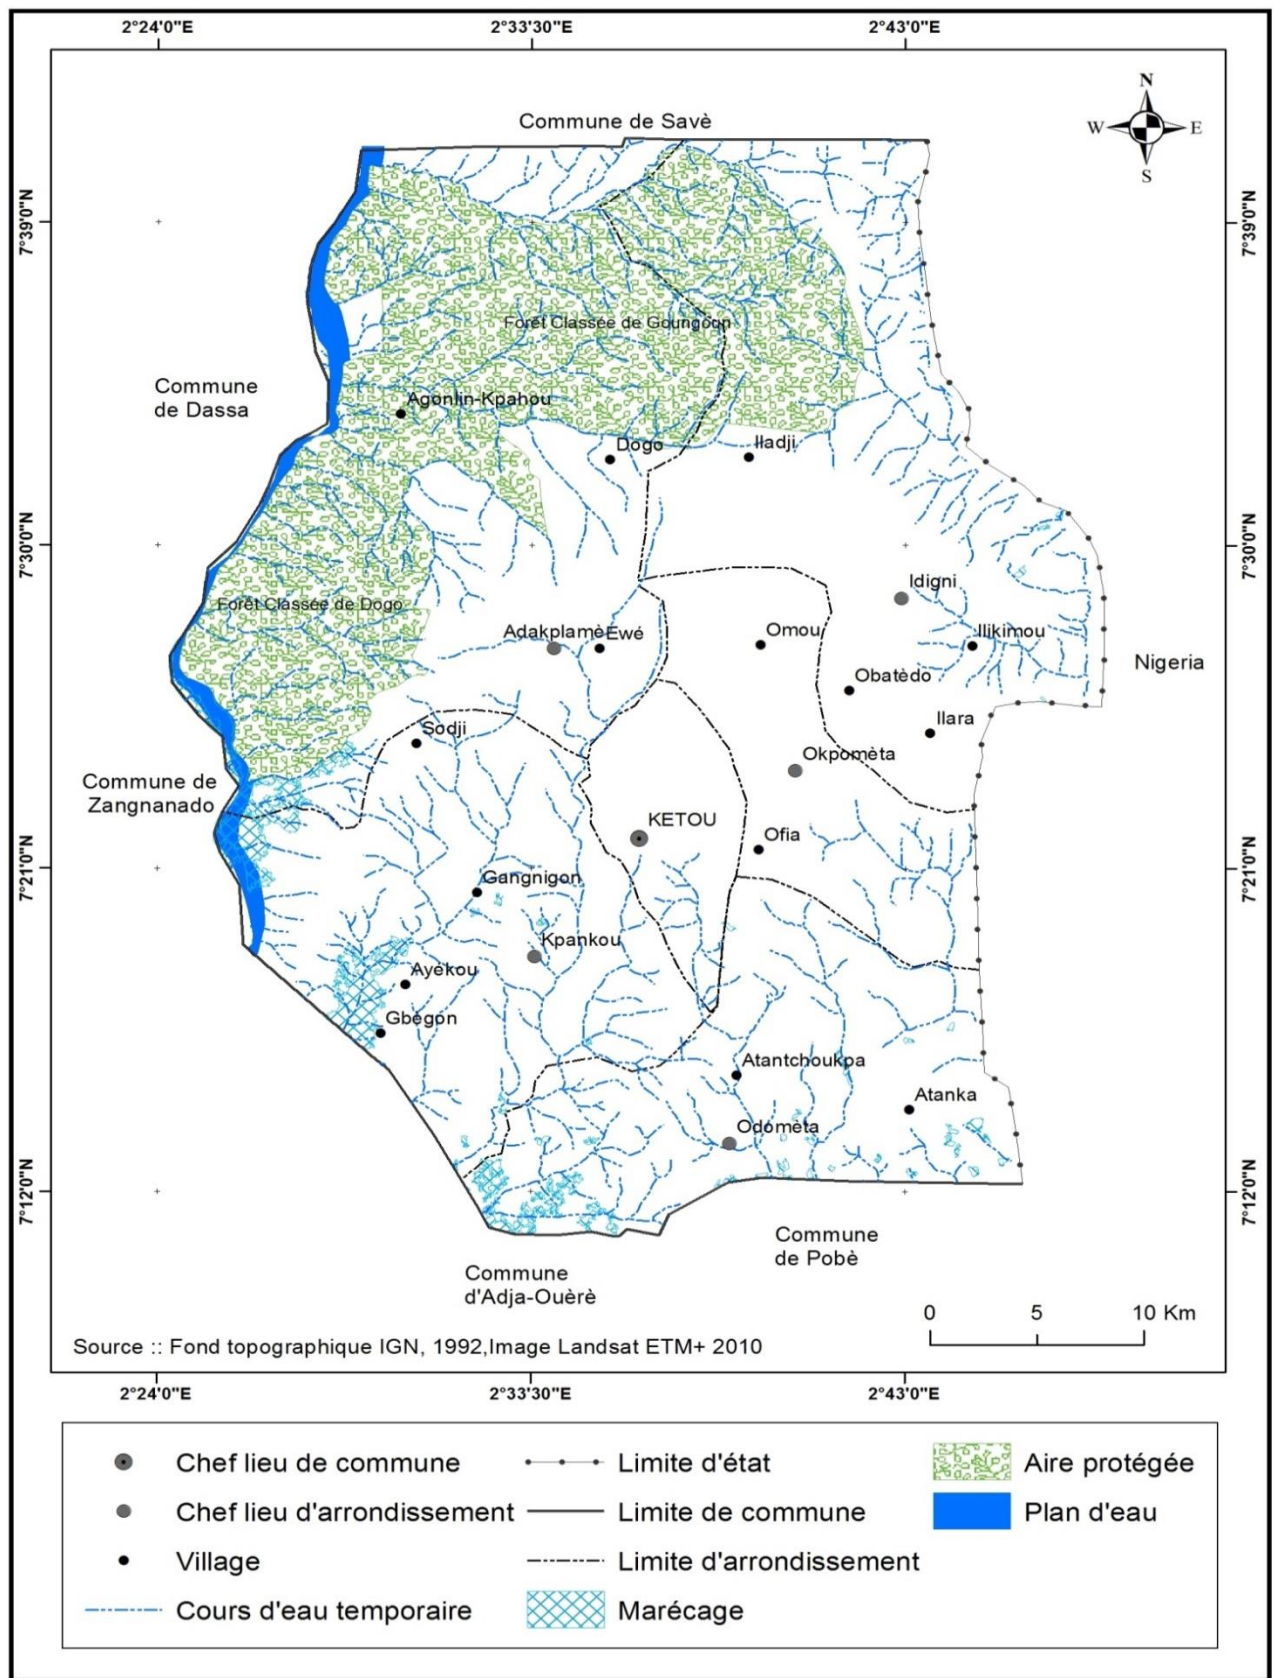 2°24'0"E
2°33'30"E
2°43'0"E
N
W
E
S
Commune de Savè
7°39'0"N
7°39'0"N
Forêt Classée de Goungoun
Commune
de Dassa
Agonlin-Kpahou
Dogo
Iladji
7°30'0"N
7°30'0"N
Idigni
Forêt Classée de Dogo
Adakplamè
Ewé
Omou
Ilikimou
Nigeria
Obatèdo
Ilara
Sodji
Okpomèta
Commune de
Zangnanado
KETOU
Ofia
7°21'0"N
7°21'0"N
Gangnigon
Kpankou
Ayékou
Gbégon
Atantchoukpa
Atanka
Odomèta
7°12'0"N
7°12'0"N
Commune
de Pobè
Commune
d'Adja-Ouèrè
0
5
10 Km
Source :: Fond topographique IGN, 1992,Image Landsat ETM+ 2010
2°24'0"E
2°33'30"E
2°43'0"E
Chef lieu de commune
Limite d'état
Aire protégée
Chef lieu d'arrondissement
Limite de commune
Plan d'eau
Village
Limite d'arrondissement
Cours d'eau temporaire
Marécage